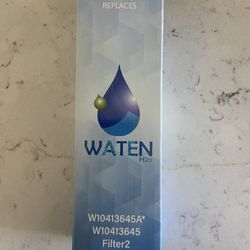 REPLACES
WATEN
H2o
W10413645A*
W10413645
Filter2